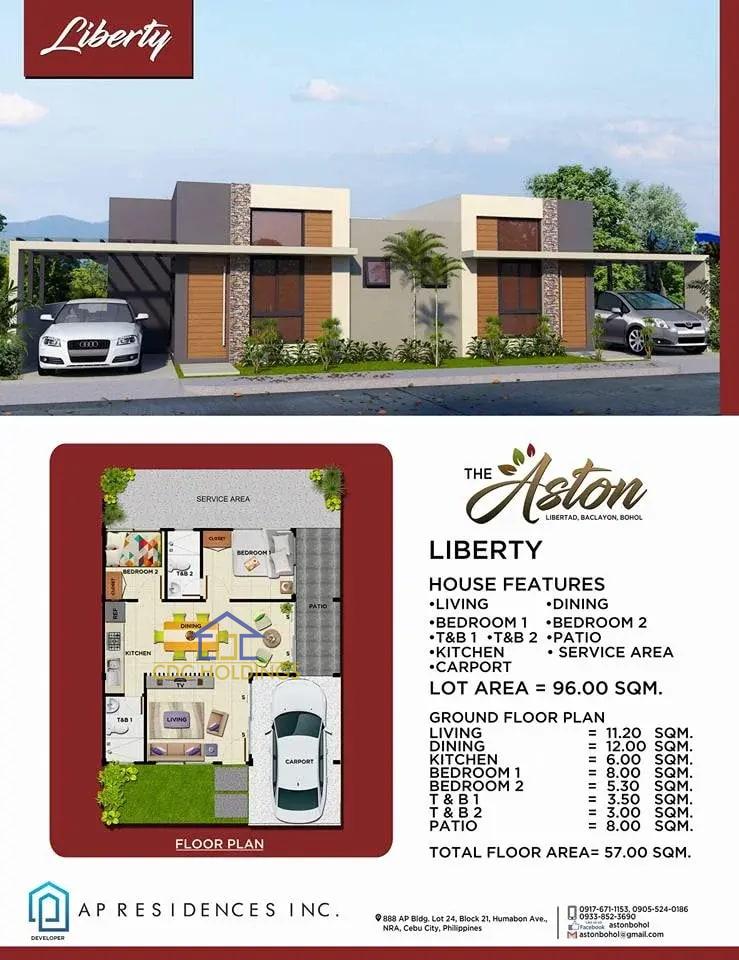 Liberty
THE Aston
LIBERTAD, BACLAYON, BOHOL
LIBERTY
HOUSE FEATURES
•LIVING •DINING
•BEDROOM 1 •BEDROOM 2
•T&B 1 •T&B 2 •PATIO
•KITCHEN • SERVICE AREA
•CARPORT
LOT AREA = 96.00 SQM.
GROUND FLOOR PLAN
LIVING = 11.20 SQM.
DINING = 12.00 SQM.
KITCHEN = 6.00 SQM.
BEDROOM 1 = 8.00 SQM.
BEDROOM 2 = 5.30 SQM.
T & B 1 = 3.50 SQM.
T & B 2 = 3.00 SQM.
PATIO = 8.00 SQM.
TOTAL FLOOR AREA= 57.00 SQM.
SERVICE AREA
CLOSET
BEDROOM 1
BEDROOM 2
T&B 2
CLOSET
REF
PATIO
DINING
KITCHEN
CDC HOLDINGS
TV
S
S
S
S
T&B 1
LIVING
CARPORT
FLOOR PLAN
DEVELOPER
AP RESIDENCES INC.
888 AP Bldg. Lot 24, Block 21, Humabon Ave.,
NRA, Cebu City, Philippines
0917-671-1153, 0905-524-0186
0933-852-3690
Facebook astonbohol
astonbohol@gmail.com